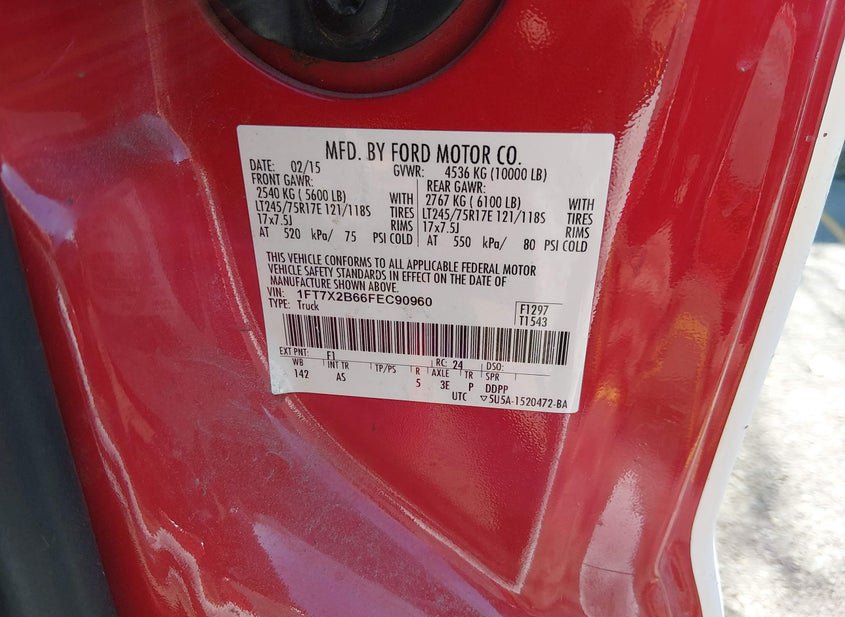 MFD. BY FORD MOTOR CO.
DATE: 02/15 GVWR: 4536 KG (10000 LB)
FRONT GAWR: REAR GAWR:
2540 KG ( 5600 LB) WITH 2767 KG ( 6100 LB) WITH
LT245/75R17E 121/118S TIRES LT245/75R17E 121/118S TIRES
17x7.5J RIMS 17x7.5J RIMS
AT 520 kPa/ 75 PSI COLD AT 550 kPa/ 80 PSI COLD
THIS VEHICLE CONFORMS TO ALL APPLICABLE FEDERAL MOTOR
VEHICLE SAFETY STANDARDS IN EFFECT ON THE DATE OF
MANUFACTURE SHOWN ABOVE.
VIN: 1FT7X2B66FEC90960 F1297
TYPE: Truck T1543
EXT PNT: F1 RC: 24 DSO:
WB INT TR TP/PS R AXLE TR SPR
142 AS 5 3E P DDPP
UTC ▽5U5A-1520472-BA